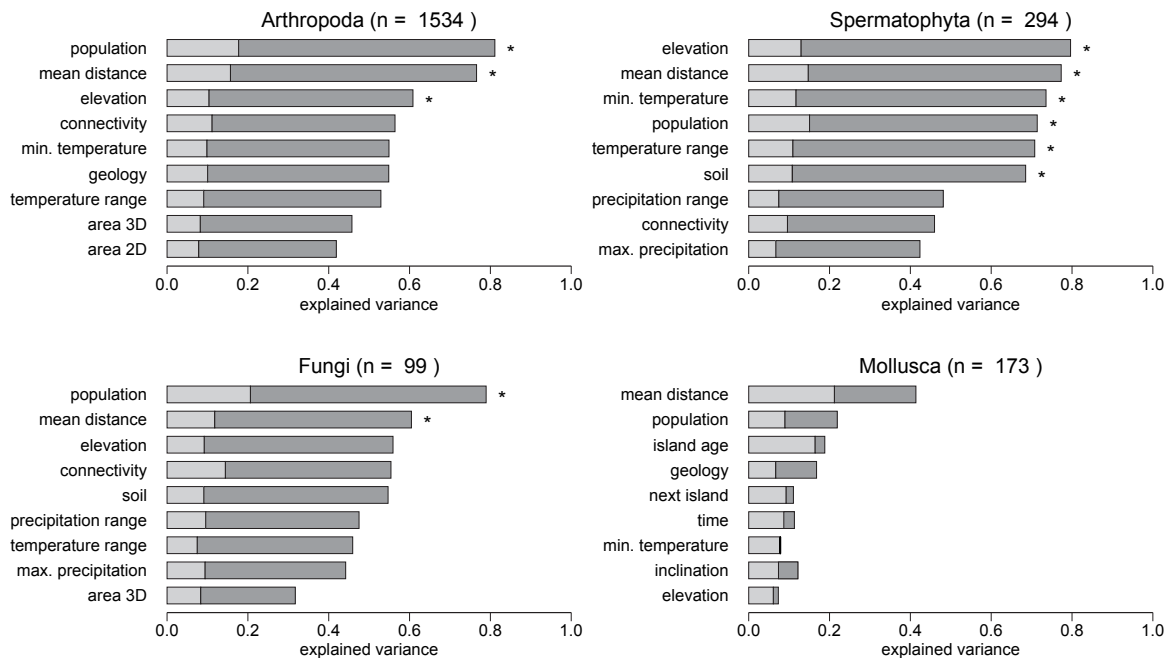 Arthropoda (n = 1534)
population *
mean distance *
elevation *
connectivity
min. temperature
geology
temperature range
area 3D
area 2D
0.0 0.2 0.4 0.6 0.8 1.0
explained variance
Spermatophyta (n = 294 )
elevation *
mean distance *
min. temperature *
population *
temperature range *
soil *
precipitation range
connectivity
max. precipitation
0.0 0.2 0.4 0.6 0.8 1.0
explained variance
Fungi (n = 99 )
population *
mean distance *
elevation
connectivity
soil
precipitation range
temperature range
max. precipitation
area 3D
0.0 0.2 0.4 0.6 0.8 1.0
explained variance
Mollusca (n = 173 )
mean distance
population
island age
geology
next island
time
min. temperature
inclination
elevation
0.0 0.2 0.4 0.6 0.8 1.0
explained variance